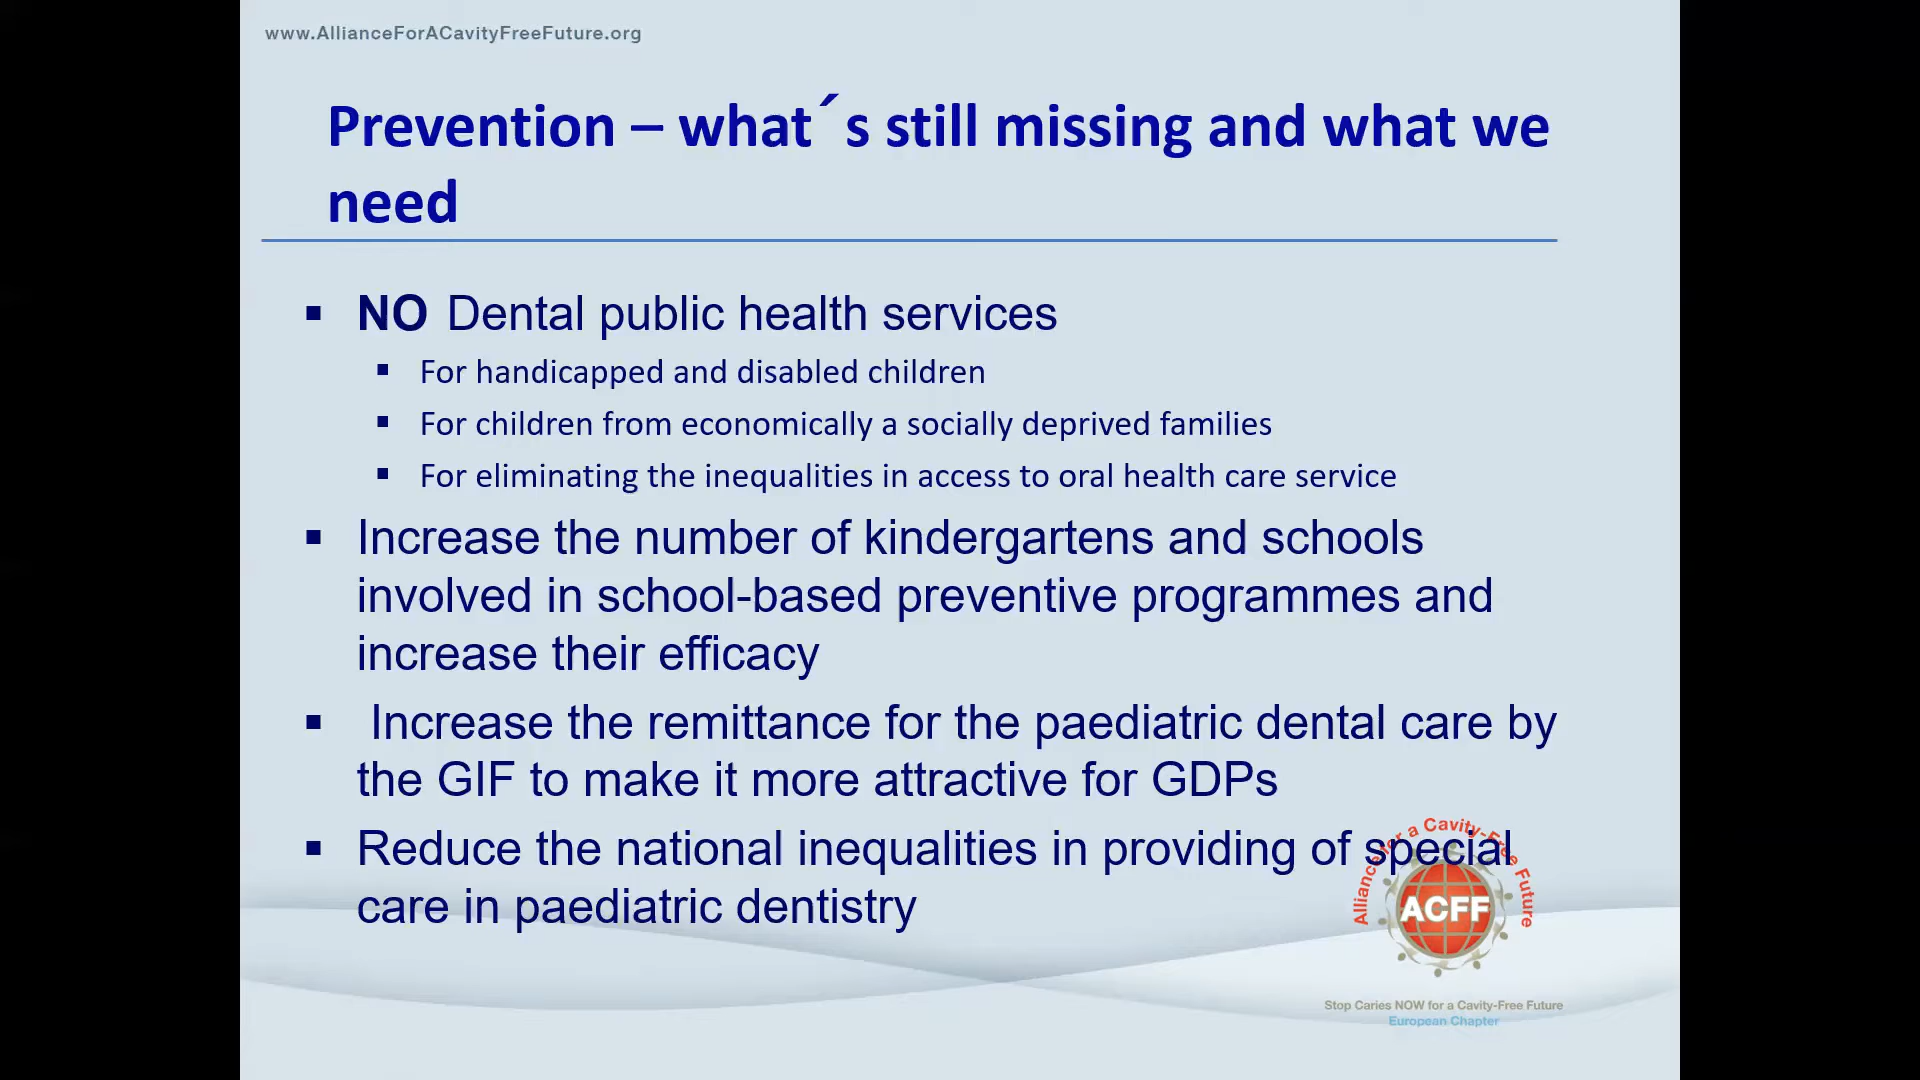 www.AllianceForACavityFreeFuture.org
Prevention – what´s still missing and what we
need
▪ NO Dental public health services
▪ For handicapped and disabled children
▪ For children from economically a socially deprived families
▪ For eliminating the inequalities in access to oral health care service
▪ Increase the number of kindergartens and schools
involved in school-based preventive programmes and
increase their efficacy
▪ Increase the remittance for the paediatric dental care by
the GIF to make it more attractive for GDPs
▪ Reduce the national inequalities in providing of special
care in paediatric dentistry
Alliance for a Cavity-Free Future
ACFF
Stop Caries NOW for a Cavity-Free Future
European Chapter